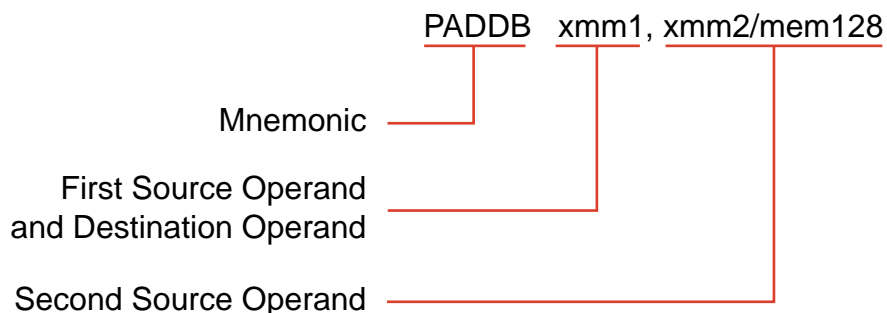 PADDB xmm1, xmm2/mem128
Mnemonic
First Source Operand
and Destination Operand
Second Source Operand